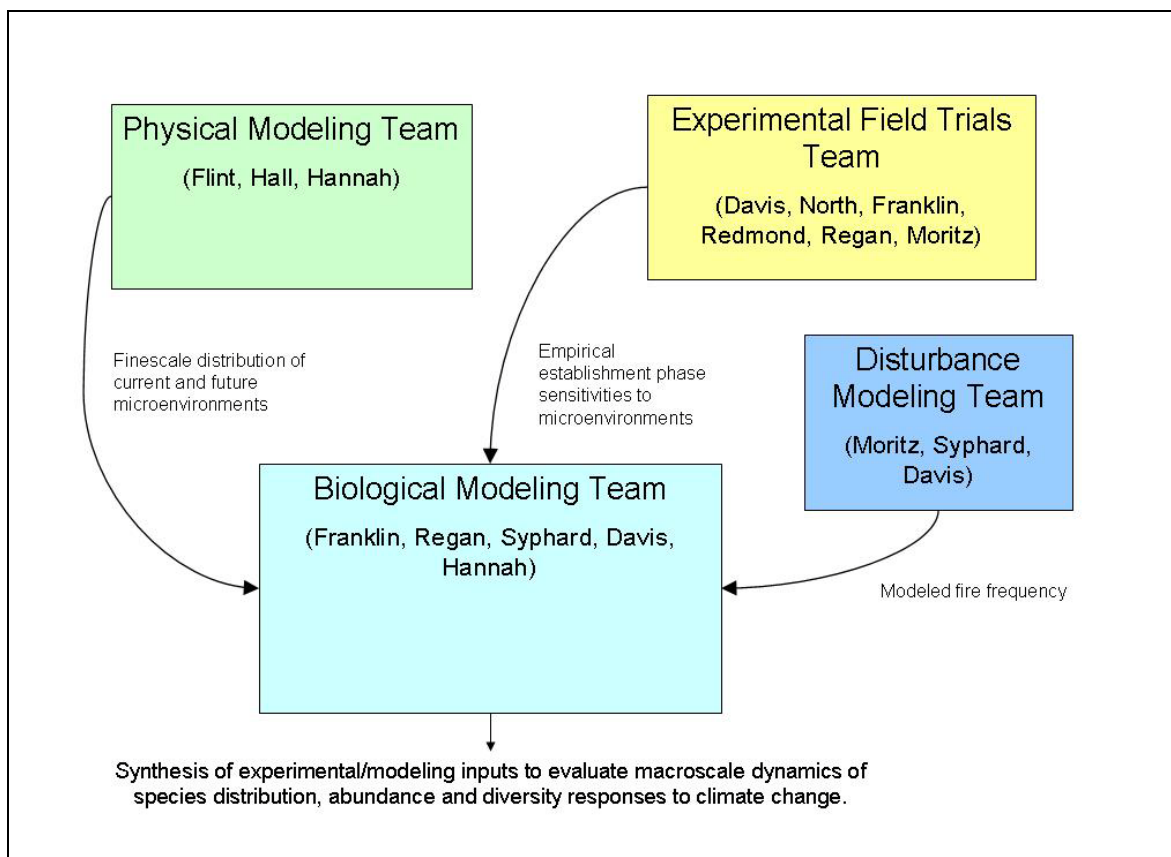 Physical Modeling Team
(Flint, Hall, Hannah)
Experimental Field Trials
Team
(Davis, North, Franklin,
Redmond, Regan, Moritz)
Finescale distribution of
current and future
microenvironments
Empirical
establishment phase
sensitivities to
microenvironments
Disturbance
Modeling Team
(Moritz, Syphard,
Davis)
Biological Modeling Team
(Franklin, Regan, Syphard, Davis,
Hannah)
Modeled fire frequency
Synthesis of experimental/modeling inputs to evaluate macroscale dynamics of
species distribution, abundance and diversity responses to climate change.